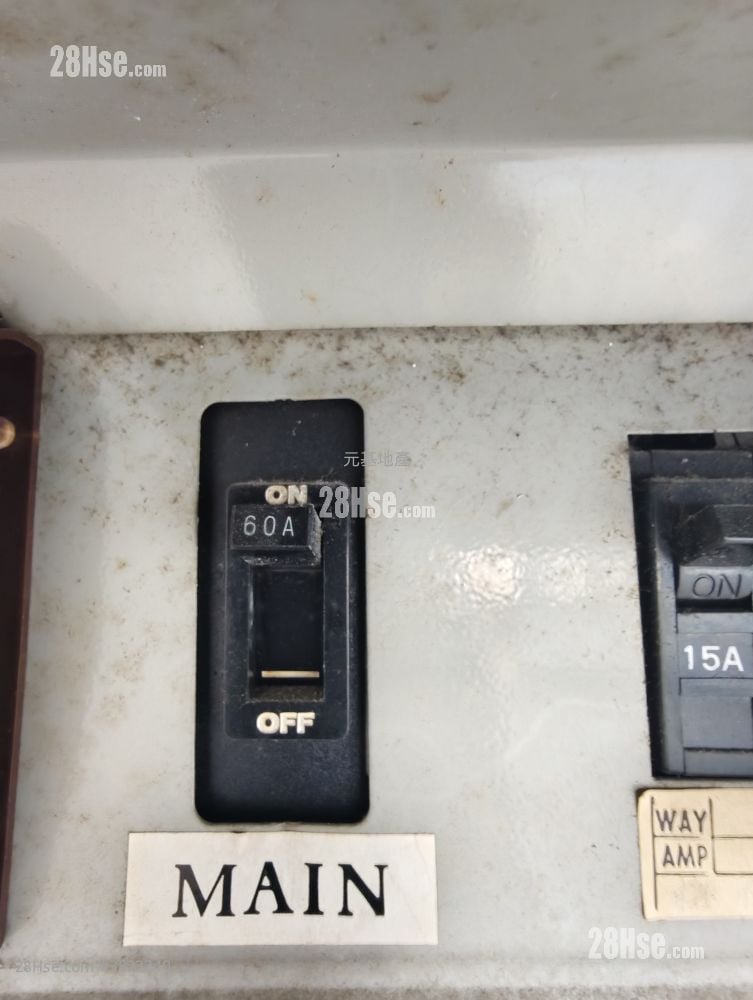 28Hse.com
元基地產
ON
28Hse.com
60A
ON
15A
OFF
WAY
AMP
MAIN
28Hse.com